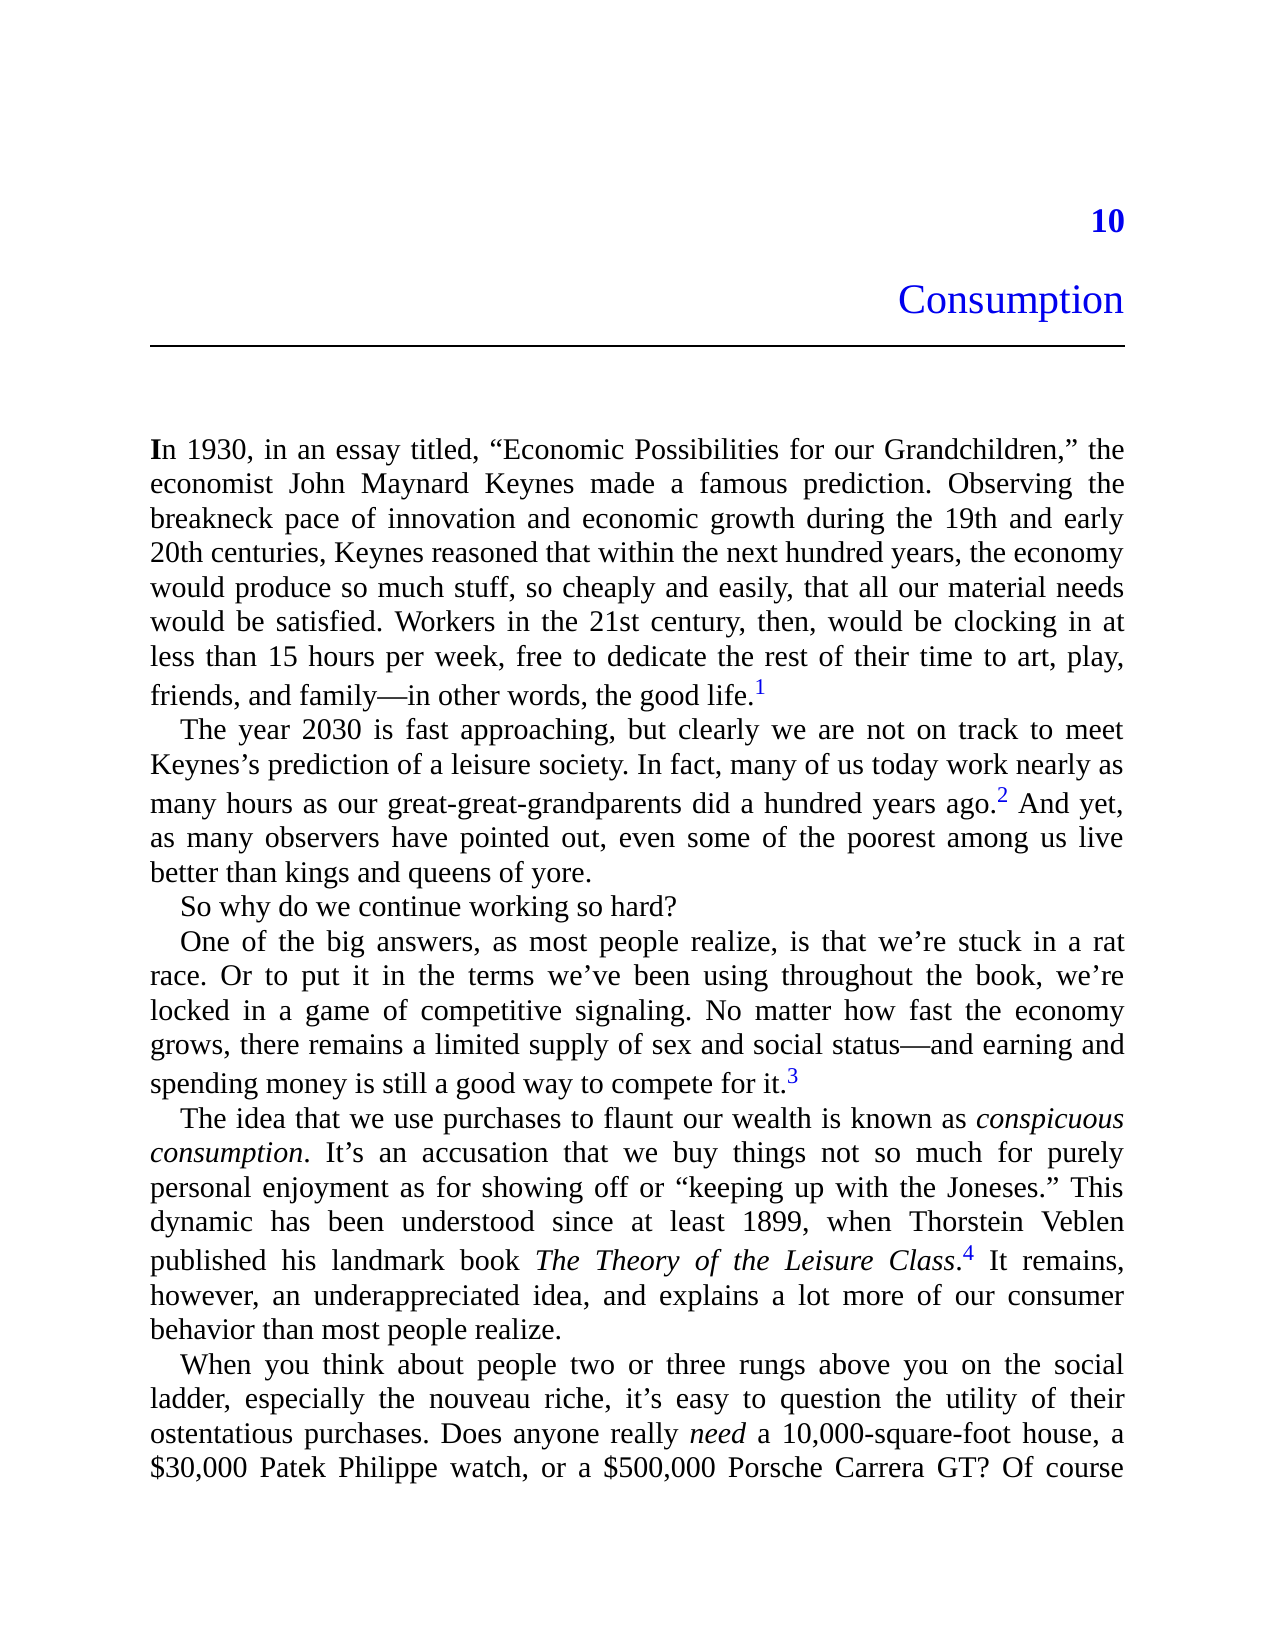 10
Consumption
In 1930, in an essay titled, “Economic Possibilities for our Grandchildren,” the
economist John Maynard Keynes made a famous prediction. Observing the
breakneck pace of innovation and economic growth during the 19th and early
20th centuries, Keynes reasoned that within the next hundred years, the economy
would produce so much stuff, so cheaply and easily, that all our material needs
would be satisfied. Workers in the 21st century, then, would be clocking in at
less than 15 hours per week, free to dedicate the rest of their time to art, play,
friends, and family—in other words, the good life.1
The year 2030 is fast approaching, but clearly we are not on track to meet
Keynes’s prediction of a leisure society. In fact, many of us today work nearly as
many hours as our great-great-grandparents did a hundred years ago.2 And yet,
as many observers have pointed out, even some of the poorest among us live
better than kings and queens of yore.
So why do we continue working so hard?
One of the big answers, as most people realize, is that we’re stuck in a rat
race. Or to put it in the terms we’ve been using throughout the book, we’re
locked in a game of competitive signaling. No matter how fast the economy
grows, there remains a limited supply of sex and social status—and earning and
spending money is still a good way to compete for it.3
The idea that we use purchases to flaunt our wealth is known as conspicuous
consumption. It’s an accusation that we buy things not so much for purely
personal enjoyment as for showing off or “keeping up with the Joneses.” This
dynamic has been understood since at least 1899, when Thorstein Veblen
published his landmark book The Theory of the Leisure Class.4 It remains,
however, an underappreciated idea, and explains a lot more of our consumer
behavior than most people realize.
When you think about people two or three rungs above you on the social
ladder, especially the nouveau riche, it’s easy to question the utility of their
ostentatious purchases. Does anyone really need a 10,000-square-foot house, a
$30,000 Patek Philippe watch, or a $500,000 Porsche Carrera GT? Of course